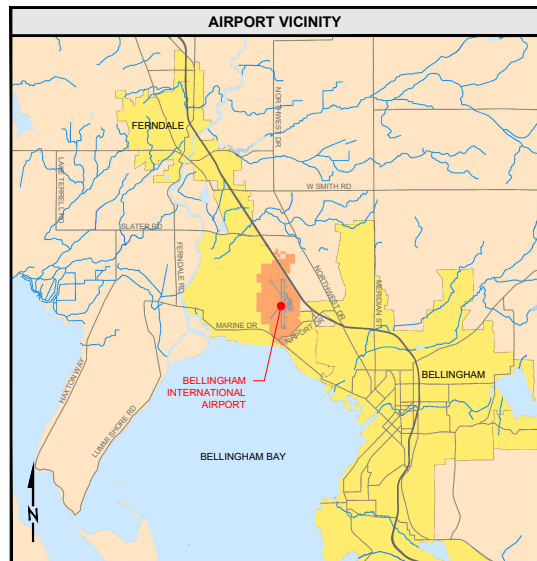 AIRPORT VICINITY
NORTHWEST DR
FERNDALE
LAKE TERRELL RD
W SMITH RD
SLATER RD
FERNDALE RD
NORTHWEST DR
MERIDIAN ST
MARINE DR
AIRPORT DR
BELLINGHAM
INTERNATIONAL
AIRPORT
BELLINGHAM
HAXTON WAY
LUMMI SHORE RD
BELLINGHAM BAY
N